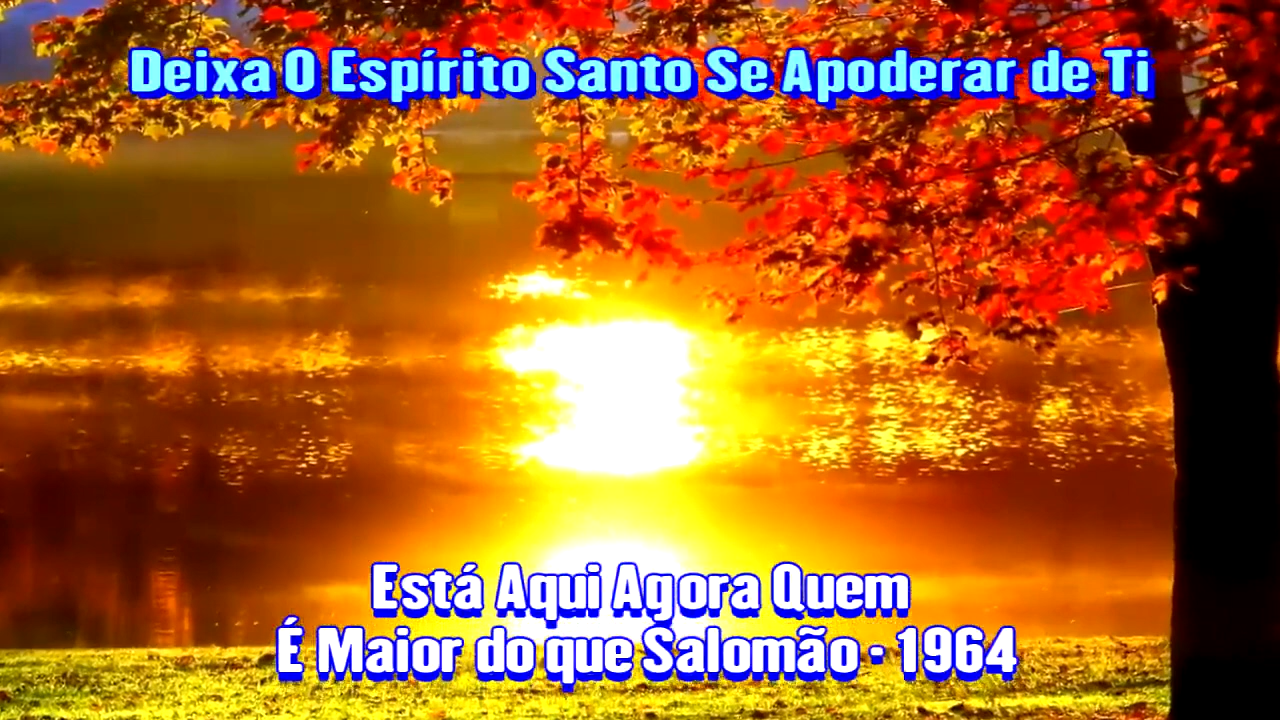 Deixa O Espírito Santo Se Apoderar de Ti
Está Aqui Agora Quem
É Maior do que Salomão - 1964